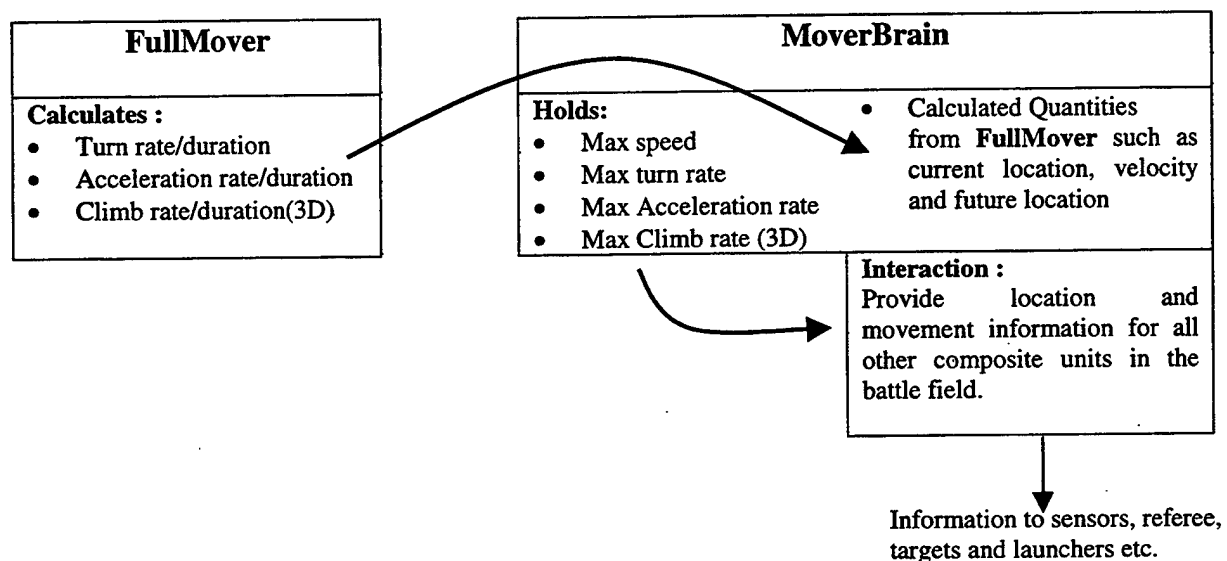 FullMover
Calculates :
• Turn rate/duration
• Acceleration rate/duration
• Climb rate/duration(3D)
MoverBrain
Holds:
• Max speed
• Max turn rate
• Max Acceleration rate
• Max Climb rate (3D)
• Calculated Quantities
from FullMover such as
current location, velocity
and future location
Interaction :
Provide location and
movement information for all
other composite units in the
battle field.
Information to sensors, referee,
targets and launchers etc.